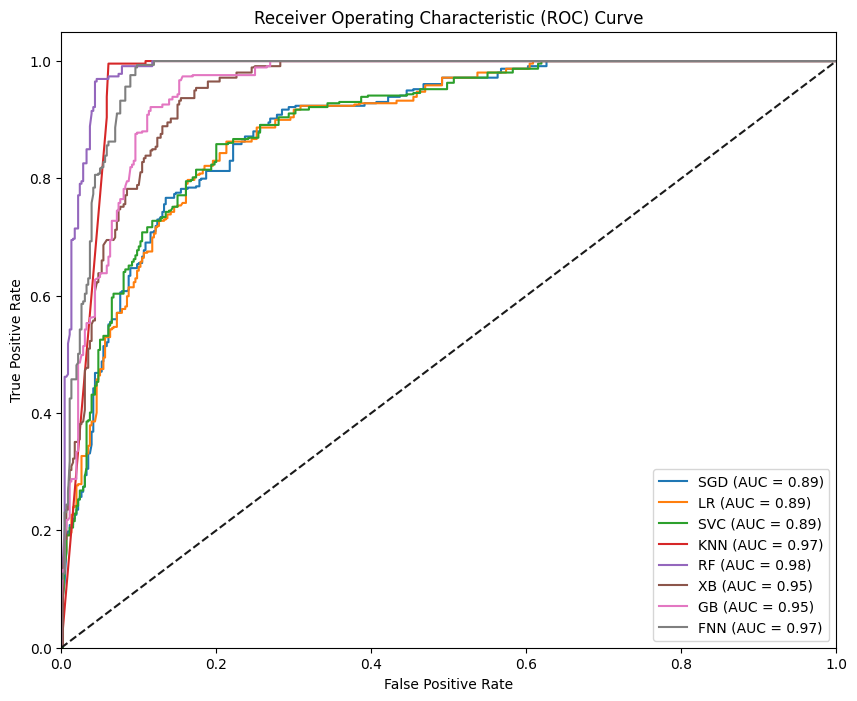 Receiver Operating Characteristic (ROC) Curve
1.0
0.8
0.6
0.4
0.2
0.0
True Positive Rate
SGD (AUC = 0.89)
LR (AUC = 0.89)
SVC (AUC = 0.89)
KNN (AUC = 0.97)
RF (AUC = 0.98)
XB (AUC = 0.95)
GB (AUC = 0.95)
FNN (AUC = 0.97)
0.0 0.2 0.4 0.6 0.8 1.0
False Positive Rate